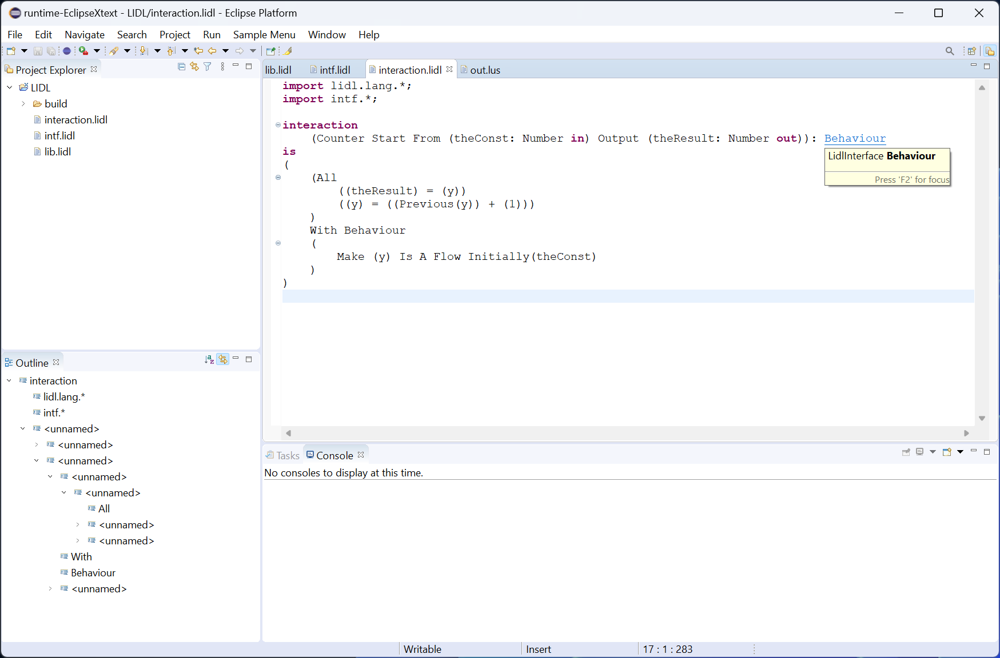 runtime-EclipseXtext - LIDL/interaction.lidl - Eclipse Platform
File Edit Navigate Search Project Run Sample Menu Window Help
Project Explorer
LIDL
build
interaction.lidl
intf.lidl
lib.lidl
lib.lidl intf.lidl interaction.lidl out.lus
import lidl.lang.*;
import intf.*;
interaction
(Counter Start From (theConst: Number in) Output (theResult: Number out)): Behaviour
is
(
(All
((theResult) = (y))
((y) = ((Previous(y)) + (1)))
)
With Behaviour
(
Make (y) Is A Flow Initially(theConst)
)
)
LidlInterface Behaviour
Press 'F2' for focus
Outline
interaction
lidl.lang.*
intf.*
<unnamed>
<unnamed>
<unnamed>
<unnamed>
<unnamed>
All
<unnamed>
<unnamed>
With
Behaviour
<unnamed>
Tasks Console
No consoles to display at this time.
Writable Insert 17 : 1 : 283